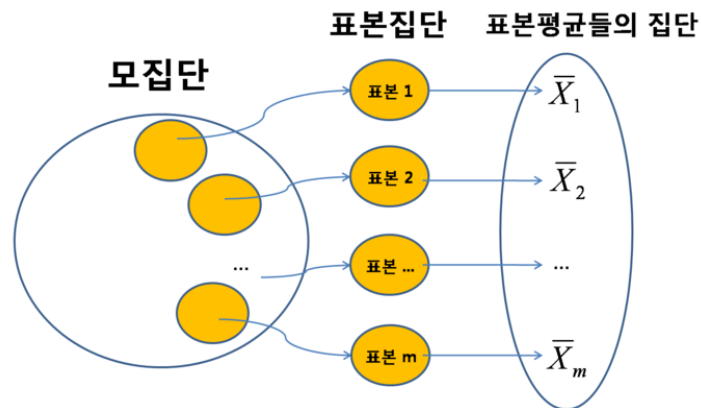 모집단
표본집단
표본평균들의 집단
표본 1
X̅₁
표본 2
X̅₂
...
표본 ...
...
표본 m
X̅ₘ